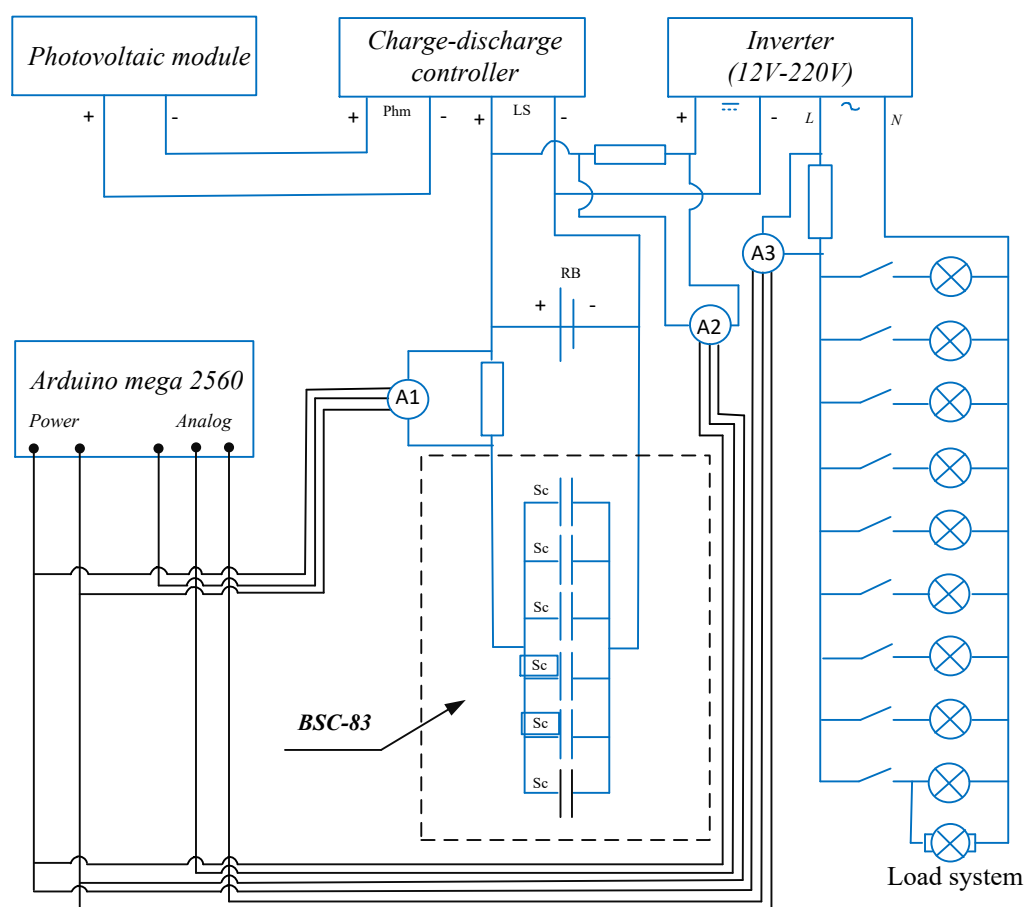 Photovoltaic module
Charge-discharge
controller
Inverter
(12V-220V)
+ -
+ Phm - + LS -
+ - L N
A3
RB
+ -
A2
Arduino mega 2560
Power Analog
A1
Sc
Sc
Sc
Sc
Sc
Sc
BSC-83
Load system